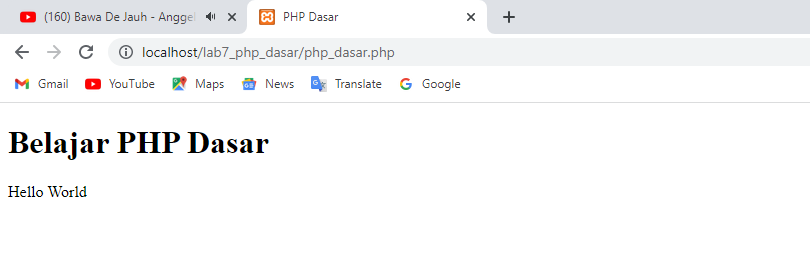 (160) Bawa De Jauh - Anggel
PHP Dasar
localhost/lab7_php_dasar/php_dasar.php
Gmail YouTube Maps News Translate Google
Belajar PHP Dasar
Hello World